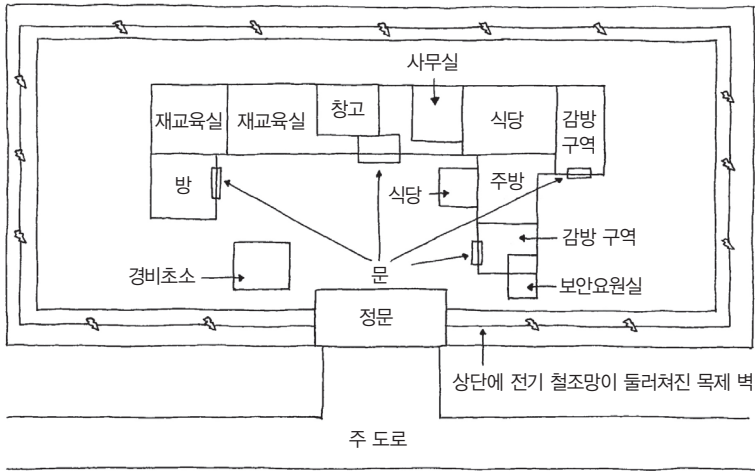 사무실
재교육실
재교육실
창고
식당
감방
구역
방
식당
주방
감방 구역
경비초소
문
보안요원실
정문
상단에 전기 철조망이 둘러쳐진 목제 벽
주 도로